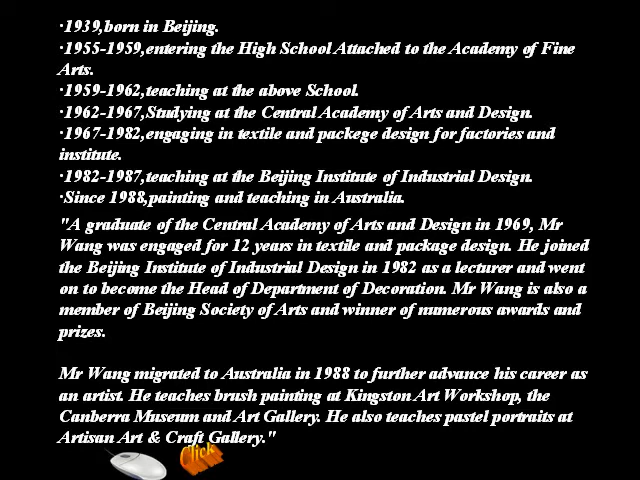 ·1939,born in Beijing.
·1955-1959,entering the High School Attached to the Academy of Fine
Arts.
·1959-1962,teaching at the above School.
·1962-1967,Studying at the Central Academy of Arts and Design.
·1967-1982,engaging in textile and packege design for factories and
institute.
·1982-1987,teaching at the Beijing Institute of Industrial Design.
·Since 1988,painting and teaching in Australia.
"A graduate of the Central Academy of Arts and Design in 1969, Mr
Wang was engaged for 12 years in textile and package design. He joined
the Beijing Institute of Industrial Design in 1982 as a lecturer and went
on to become the Head of Department of Decoration. Mr Wang is also a
member of Beijing Society of Arts and winner of numerous awards and
prizes.
Mr Wang migrated to Australia in 1988 to further advance his career as
an artist. He teaches brush painting at Kingston Art Workshop, the
Canberra Museum and Art Gallery. He also teaches pastel portraits at
Artisan Art & Craft Gallery."
Click